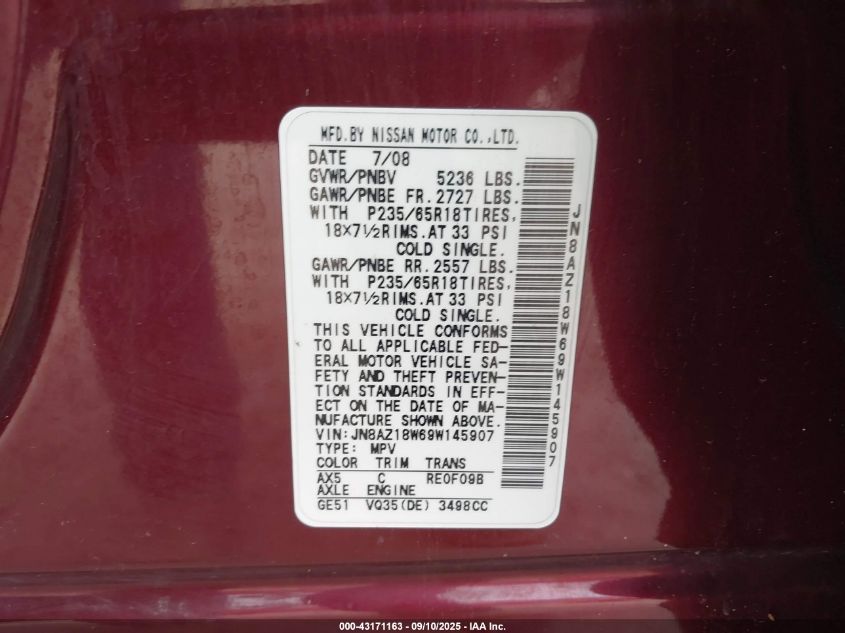 MFD.BY NISSAN MOTOR CO.,LTD.
DATE 7/08
GVWR/PNBV 5236 LBS.
GAWR/PNBE FR. 2727 LBS.
WITH P235/65R18TIRES,
18X7½RIMS.AT 33 PSI
COLD SINGLE.
GAWR/PNBE RR. 2557 LBS.
WITH P235/65R18TIRES,
18X7½RIMS.AT 33 PSI
COLD SINGLE.
THIS VEHICLE CONFORMS
TO ALL APPLICABLE FED-
ERAL MOTOR VEHICLE SA-
FETY AND THEFT PREVEN-
TION STANDARDS IN EFF-
ECT ON THE DATE OF MA-
NUFACTURE SHOWN ABOVE.
VIN:JN8AZ18W69W145907
TYPE: MPV
COLOR TRIM TRANS
AX5 C RE0F09B
AXLE ENGINE
GE51 VQ35(DE) 3498CC
JN8AZ18W69W145907
000-43171163 - 09/10/2025 - IAA Inc.